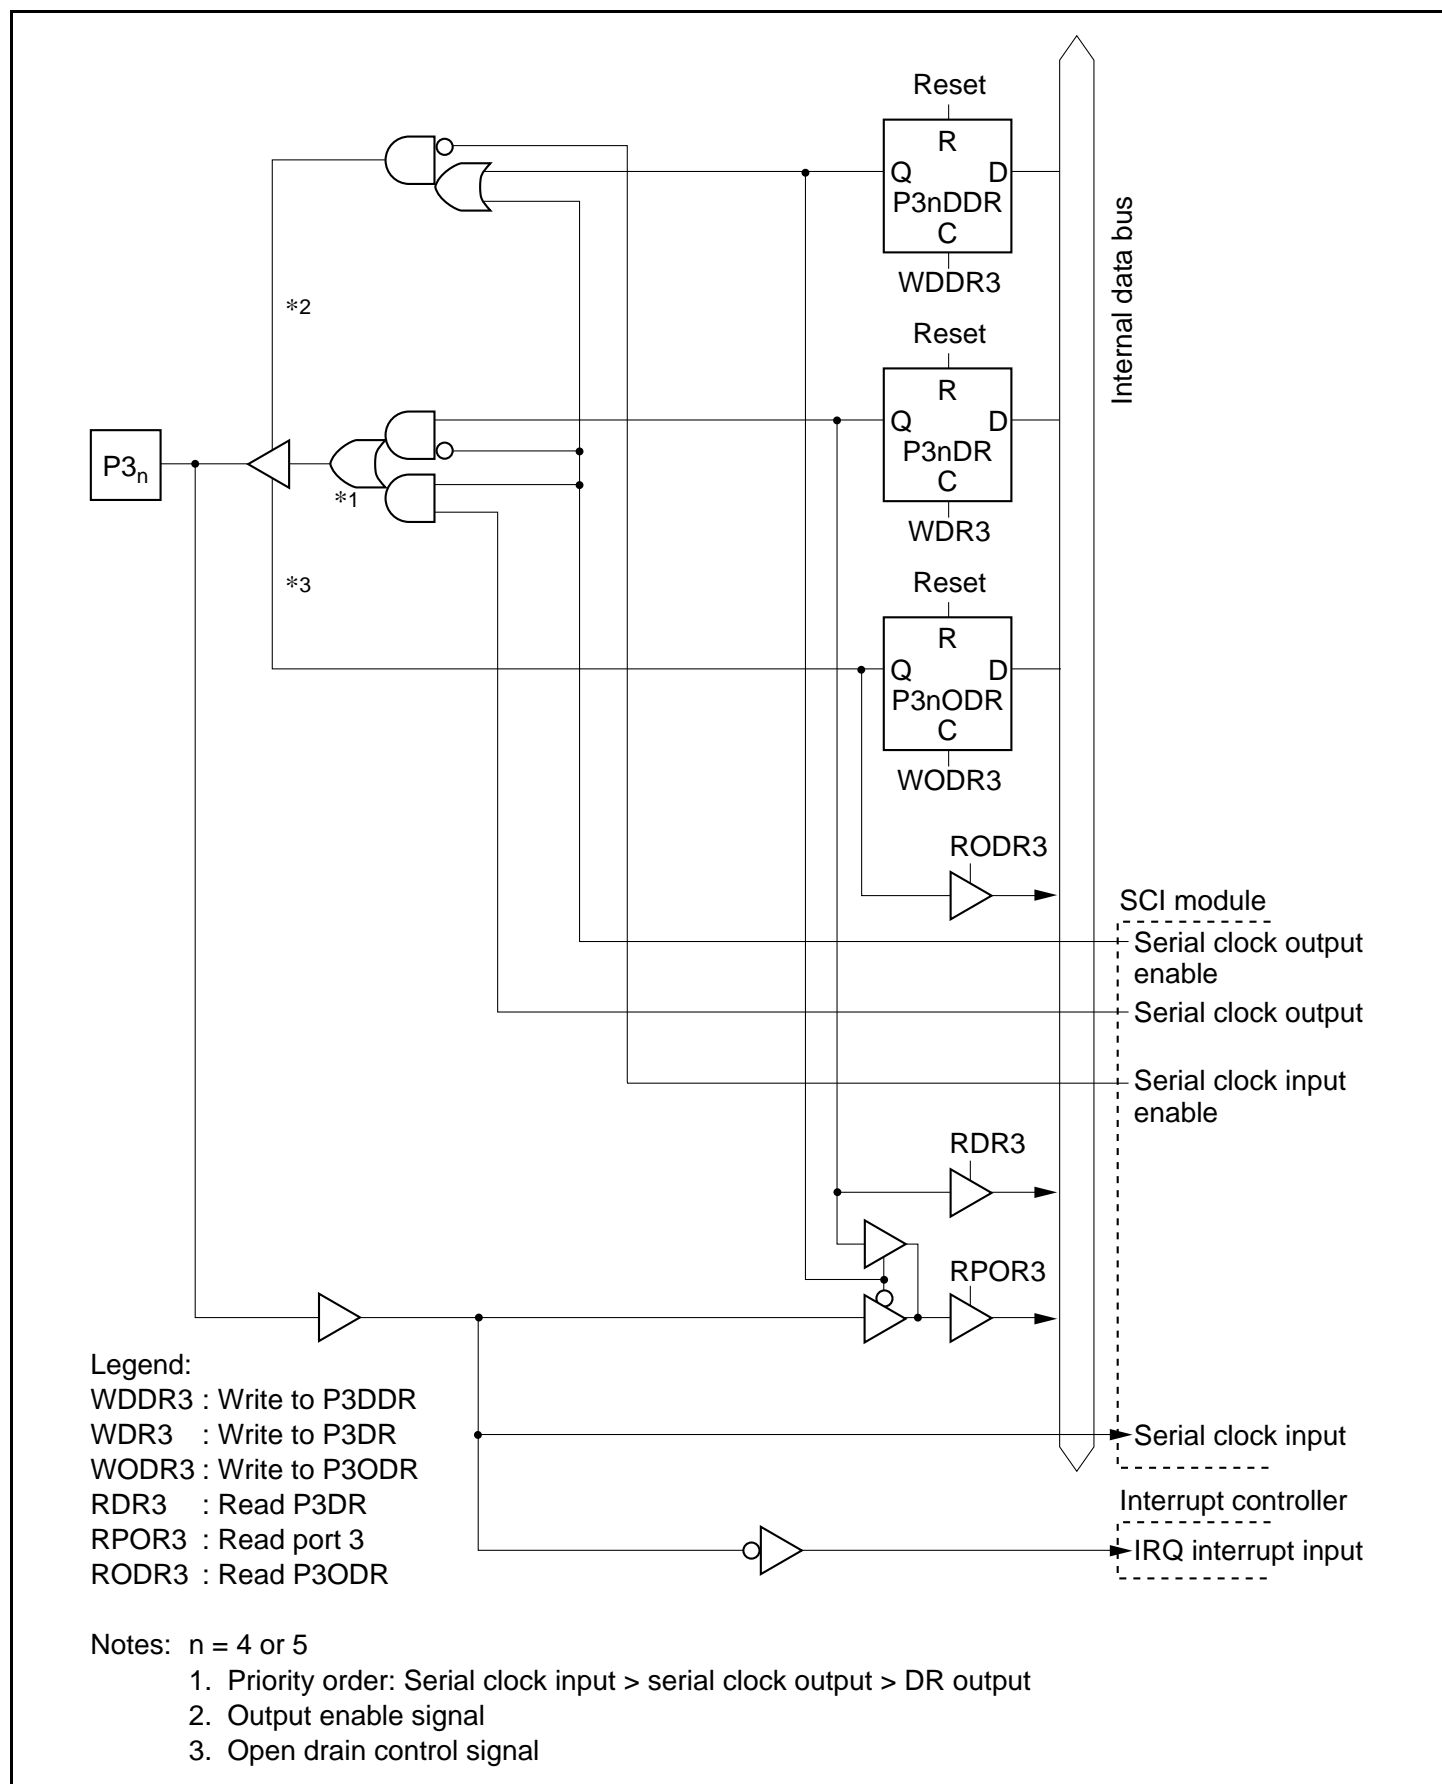 Reset
R
Q D
P3nDDR
C
WDDR3
Internal data bus
*2
Reset
R
Q D
P3nDR
C
WDR3
P3n
*1
*3
Reset
R
Q D
P3nODR
C
WODR3
RODR3
SCI module
Serial clock output
enable
Serial clock output
Serial clock input
enable
RDR3
RPOR3
Serial clock input
Interrupt controller
IRQ interrupt input
Legend:
WDDR3 : Write to P3DDR
WDR3 : Write to P3DR
WODR3 : Write to P3ODR
RDR3 : Read P3DR
RPOR3 : Read port 3
RODR3 : Read P3ODR
Notes: n = 4 or 5
1. Priority order: Serial clock input > serial clock output > DR output
2. Output enable signal
3. Open drain control signal